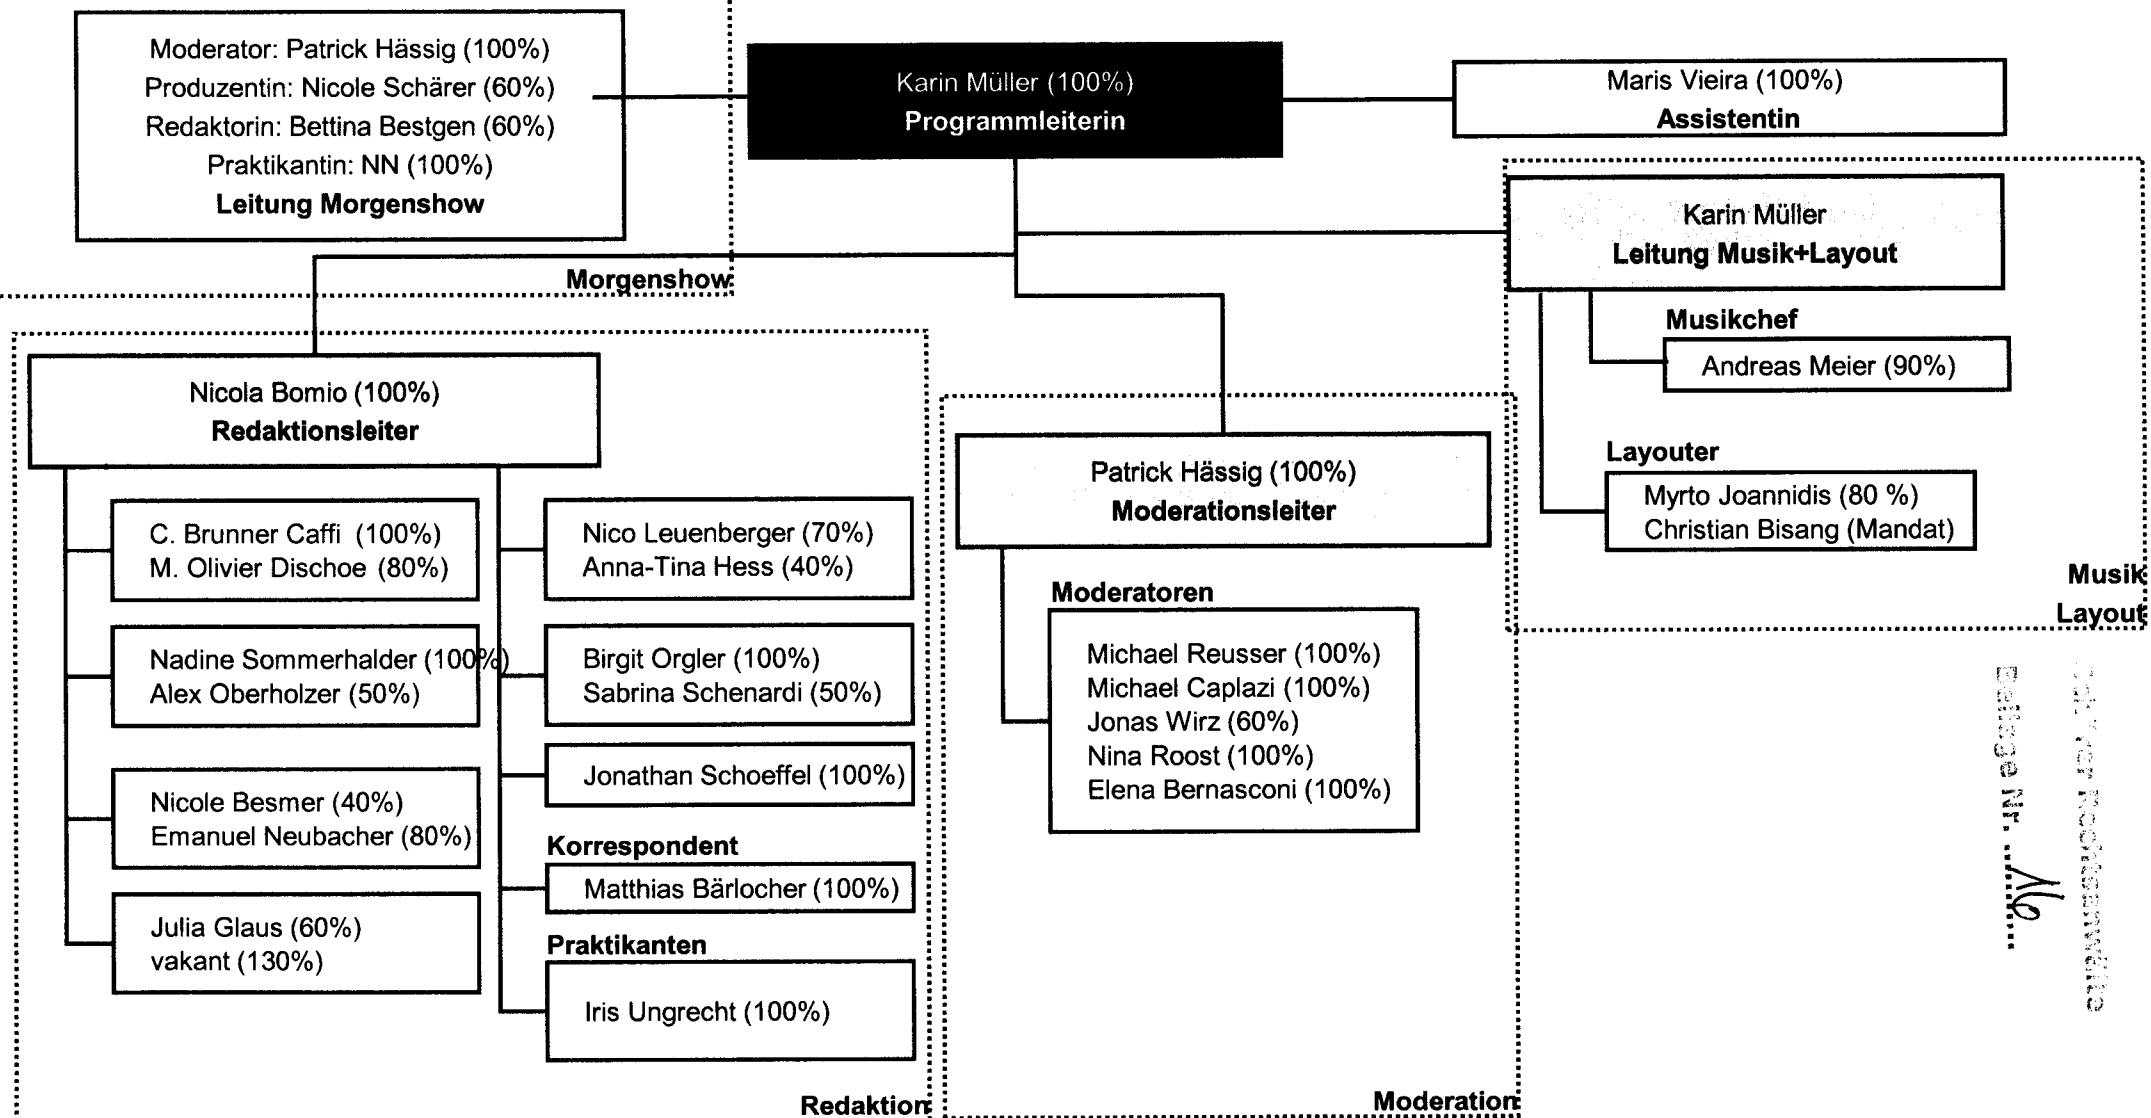 Moderator: Patrick Hässig (100%)
Produzentin: Nicole Schärer (60%)
Redaktorin: Bettina Bestgen (60%)
Praktikantin: NN (100%)
Leitung Morgenshow
Morgenshow
Karin Müller (100%)
Programmleiterin
Maris Vieira (100%)
Assistentin
Karin Müller
Leitung Musik+Layout
Musikchef
Andreas Meier (90%)
Layouter
Myrto Joannidis (80 %)
Christian Bisang (Mandat)
Musik
Layout
Nicola Bomio (100%)
Redaktionsleiter
C. Brunner Caffi (100%)
M. Olivier Dischoe (80%)
Nadine Sommerhalder (100%)
Alex Oberholzer (50%)
Nicole Besmer (40%)
Emanuel Neubacher (80%)
Julia Glaus (60%)
vakant (130%)
Nico Leuenberger (70%)
Anna-Tina Hess (40%)
Birgit Orgler (100%)
Sabrina Schenardi (50%)
Jonathan Schoeffel (100%)
Korrespondent
Matthias Bärlocher (100%)
Praktikanten
Iris Ungrecht (100%)
Redaktion
Patrick Hässig (100%)
Moderationsleiter
Moderatoren
Michael Reusser (100%)
Michael Caplazi (100%)
Jonas Wirz (60%)
Nina Roost (100%)
Elena Bernasconi (100%)
Moderation
Rechtsanwälte
Beilage Nr.